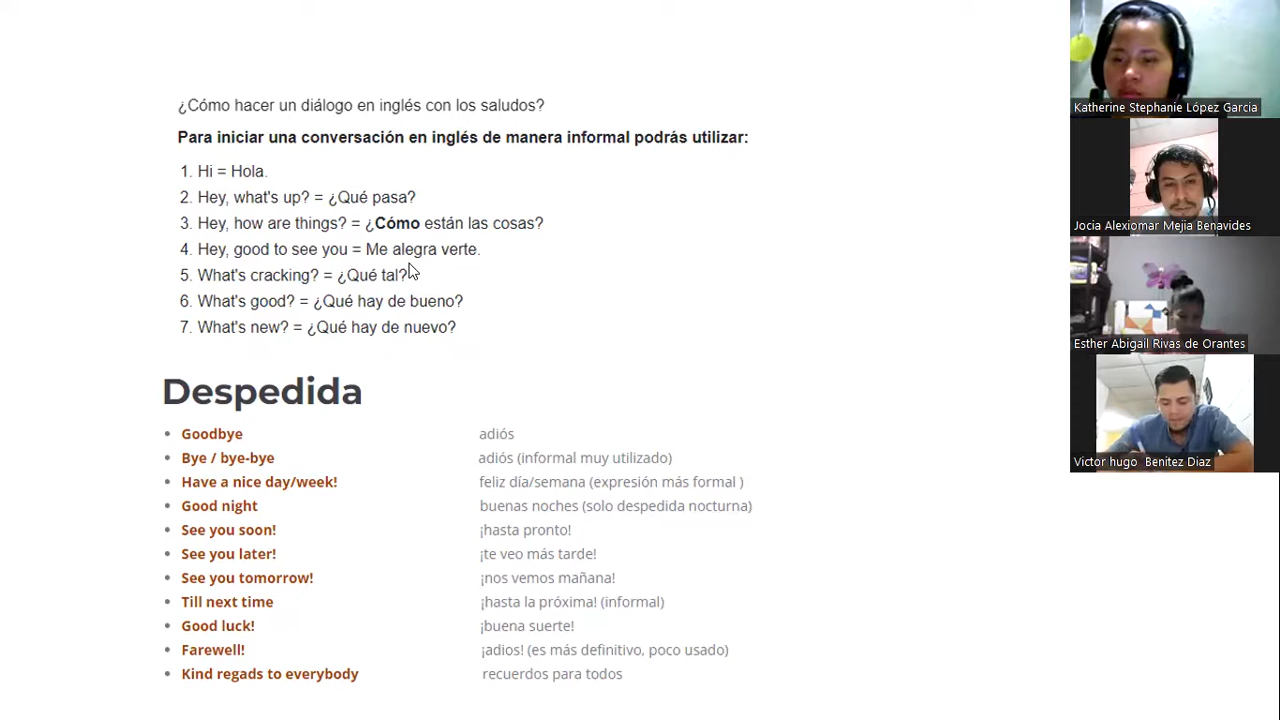 ¿Cómo hacer un diálogo en inglés con los saludos?
Para iniciar una conversación en inglés de manera informal podrás utilizar:
1. Hi = Hola.
2. Hey, what's up? = ¿Qué pasa?
3. Hey, how are things? = ¿Cómo están las cosas?
4. Hey, good to see you = Me alegra verte.
5. What's cracking? = ¿Qué tal?
6. What's good? = ¿Qué hay de bueno?
7. What's new? = ¿Qué hay de nuevo?
Despedida
• Goodbye adiós
• Bye / bye-bye adiós (informal muy utilizado)
• Have a nice day/week! feliz día/semana (expresión más formal )
• Good night buenas noches (solo despedida nocturna)
• See you soon! ¡hasta pronto!
• See you later! ¡te veo más tarde!
• See you tomorrow! ¡nos vemos mañana!
• Till next time ¡hasta la próxima! (informal)
• Good luck! ¡buena suerte!
• Farewell! ¡adios! (es más definitivo, poco usado)
• Kind regads to everybody recuerdos para todos
Katherine Stephanie López Garcia
Jocia Alexiomar Mejia Benavides
Esther Abigail Rivas de Orantes
Victor hugo Benitez Diaz